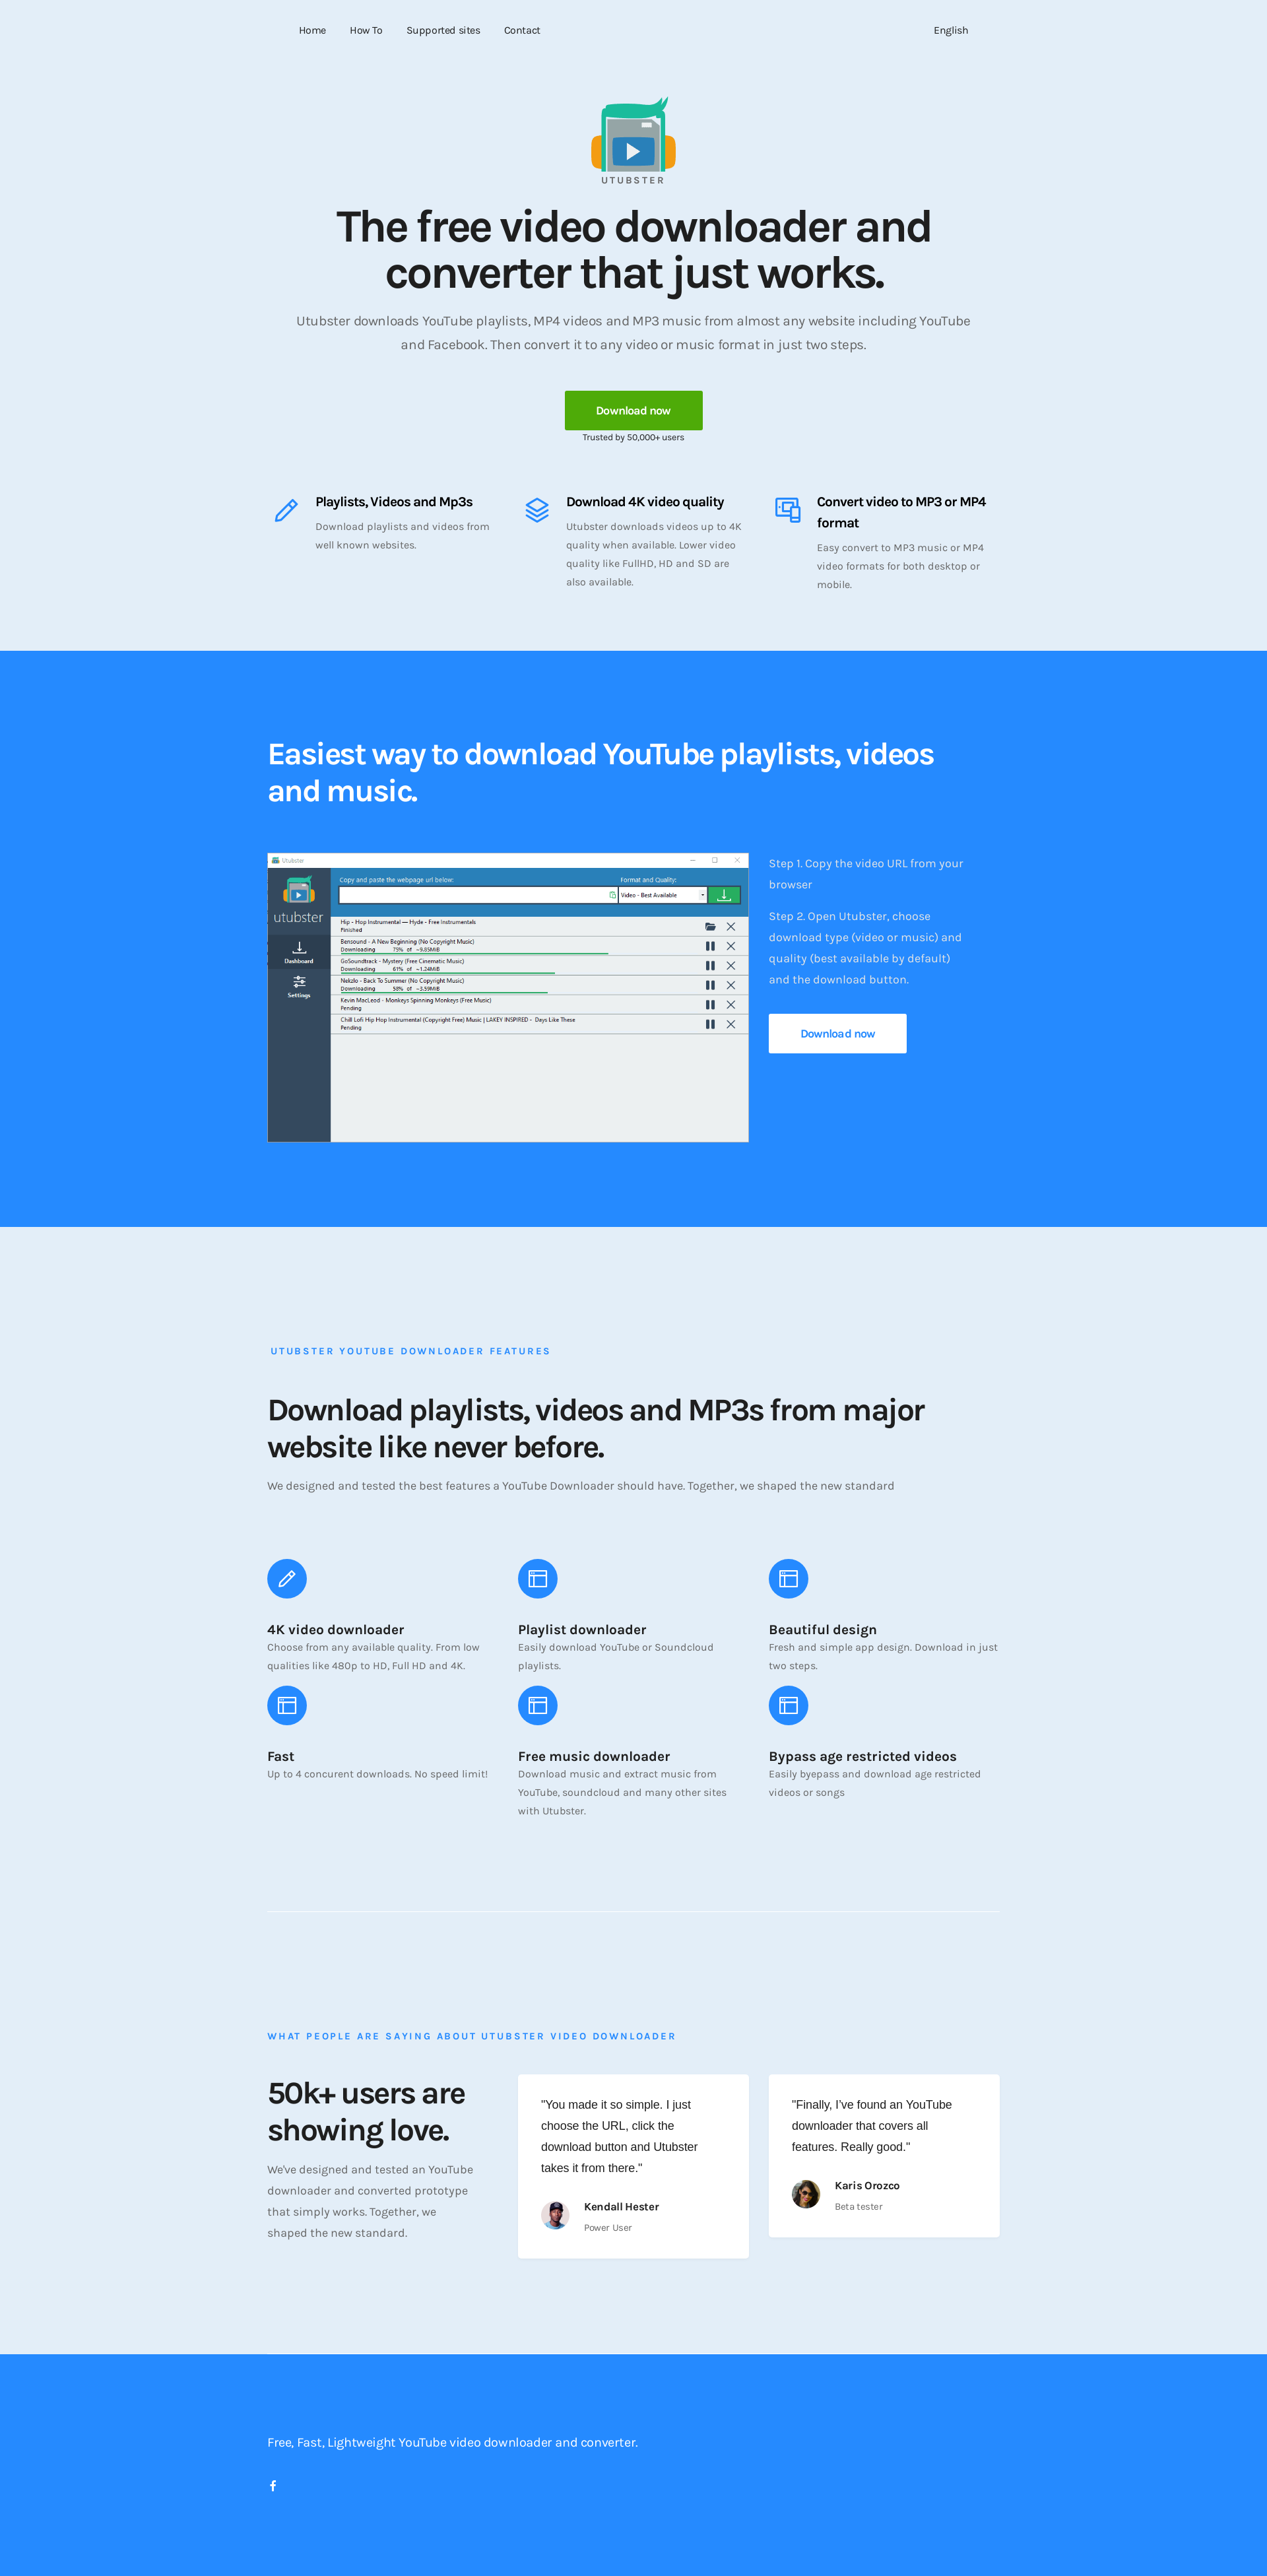 Home
How To
Supported sites
Contact
English
UTUBSTER
The free video downloader and
converter that just works.
Utubster downloads YouTube playlists, MP4 videos and MP3 music from almost any website including YouTube
and Facebook. Then convert it to any video or music format in just two steps.
Download now
Trusted by 50,000+ users
Playlists, Videos and Mp3s
Download playlists and videos from
well known websites.
Download 4K video quality
Utubster downloads videos up to 4K
quality when available. Lower video
quality like FullHD, HD and SD are
also available.
Convert video to MP3 or MP4
format
Easy convert to MP3 music or MP4
video formats for both desktop or
mobile.
Easiest way to download YouTube playlists, videos
and music.
Utubster
utubster
Dashboard
Settings
Copy and paste the webpage url below:
Format and Quality:
Video - Best Available
Hip - Hop Instrumental — Hyde - Free Instrumentals
Finished
Bensound - A New Beginning (No Copyright Music)
Downloading 75% of ~9.85MiB
GoSoundtrack - Mystery (Free Cinematic Music)
Downloading 61% of ~1.24MiB
Nekzlo - Back To Summer (No Copyright Music)
Downloading 58% of ~3.59MiB
Kevin MacLeod - Monkeys Spinning Monkeys (Free Music)
Pending
Chill Lofi Hip Hop Instrumental (Copyright Free) Music | LAKEY INSPIRED - Days Like These
Pending
Step 1. Copy the video URL from your
browser
Step 2. Open Utubster, choose
download type (video or music) and
quality (best available by default)
and the download button.
Download now
UTUBSTER YOUTUBE DOWNLOADER FEATURES
Download playlists, videos and MP3s from major
website like never before.
We designed and tested the best features a YouTube Downloader should have. Together, we shaped the new standard
4K video downloader
Choose from any available quality. From low
qualities like 480p to HD, Full HD and 4K.
Playlist downloader
Easily download YouTube or Soundcloud
playlists.
Beautiful design
Fresh and simple app design. Download in just
two steps.
Fast
Up to 4 concurent downloads. No speed limit!
Free music downloader
Download music and extract music from
YouTube, soundcloud and many other sites
with Utubster.
Bypass age restricted videos
Easily byepass and download age restricted
videos or songs
WHAT PEOPLE ARE SAYING ABOUT UTUBSTER VIDEO DOWNLOADER
50k+ users are
showing love.
We've designed and tested an YouTube
downloader and converted prototype
that simply works. Together, we
shaped the new standard.
"You made it so simple. I just
choose the URL, click the
download button and Utubster
takes it from there."
Kendall Hester
Power User
"Finally, I've found an YouTube
downloader that covers all
features. Really good."
Karis Orozco
Beta tester
Free, Fast, Lightweight YouTube video downloader and converter.